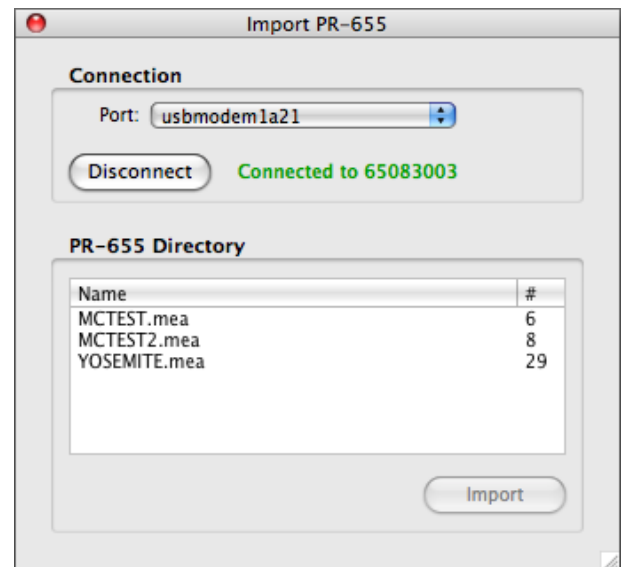 Import PR-655
Connection
Port: usbmodem1a21
Disconnect Connected to 65083003
PR-655 Directory
Name #
MCTEST.mea 6
MCTEST2.mea 8
YOSEMITE.mea 29
Import